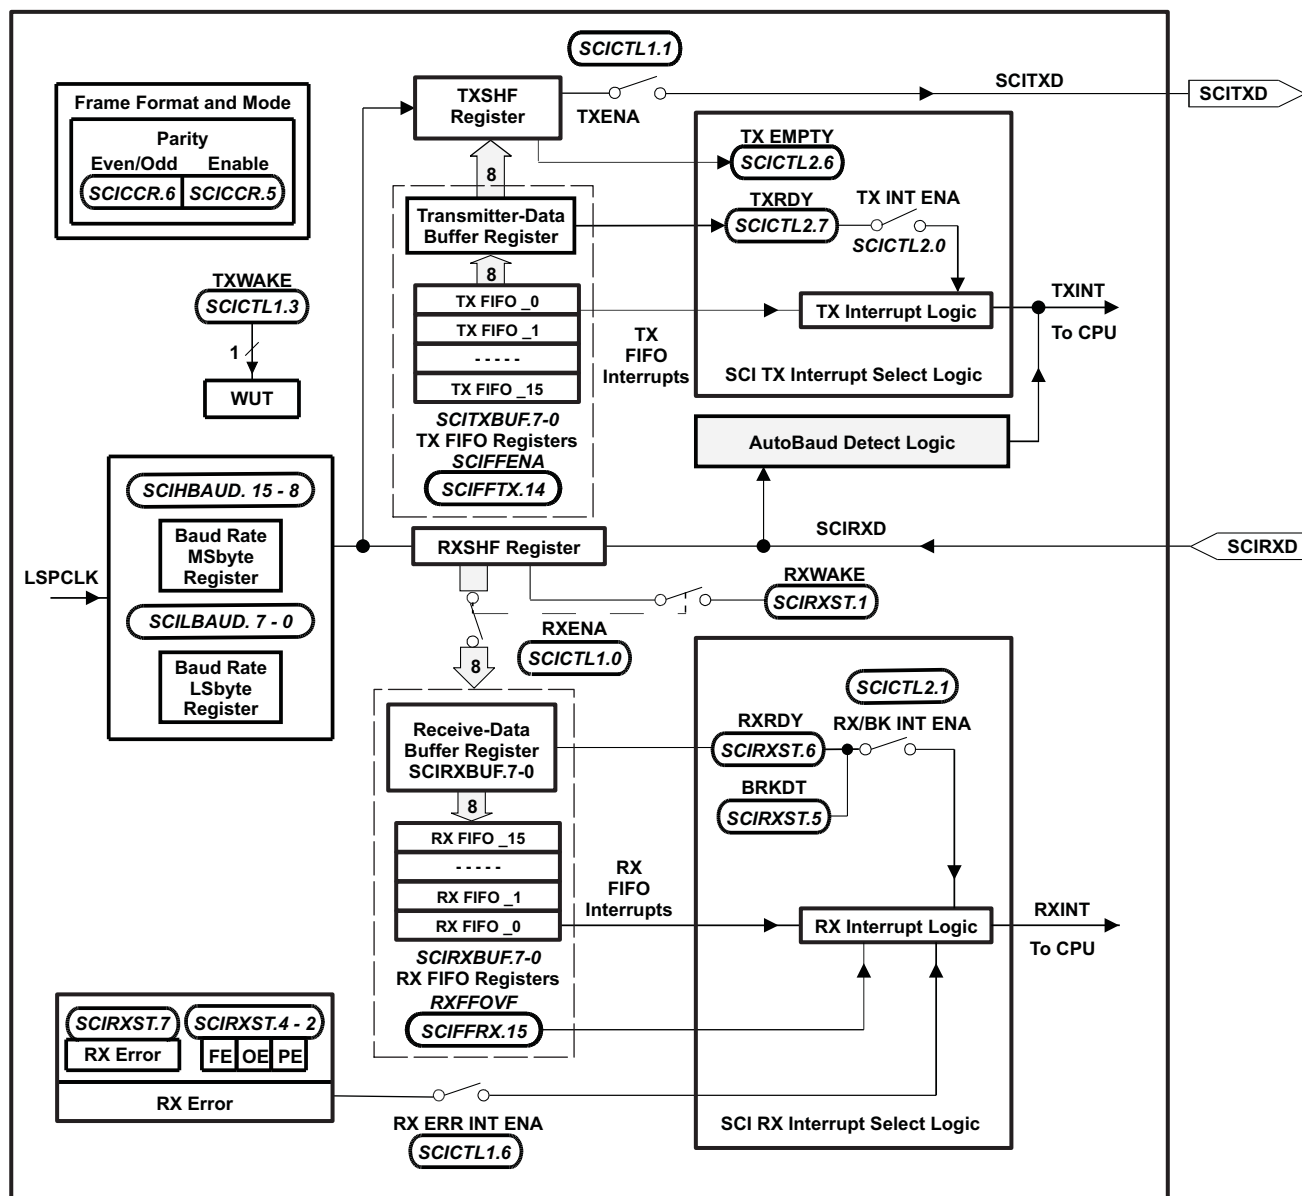 SCICTL1.1
Frame Format and Mode
Parity
Even/Odd Enable
SCICCR.6 SCICCR.5
TXSHF
Register
TXENA
SCITXD
SCITXD
8
TX EMPTY
SCICTL2.6
TXRDY
SCICTL2.7
TX INT ENA
SCICTL2.0
Transmitter-Data
Buffer Register
8
TX FIFO _0
TX FIFO _1
- - - - -
TX FIFO _15
SCITXBUF.7-0
TX FIFO Registers
SCIFFENA
SCIFFTX.14
TX
FIFO
Interrupts
TX Interrupt Logic
TXINT
To CPU
SCI TX Interrupt Select Logic
TXWAKE
SCICTL1.3
1
WUT
AutoBaud Detect Logic
LSPCLK
SCIHBAUD. 15 - 8
Baud Rate
MSbyte
Register
SCILBAUD. 7 - 0
Baud Rate
LSbyte
Register
RXSHF Register
SCIRXD
SCIRXD
RXWAKE
SCIRXST.1
RXENA
SCICTL1.0
8
SCICTL2.1
RXRDY
RX/BK INT ENA
SCIRXST.6
BRKDT
SCIRXST.5
Receive-Data
Buffer Register
SCIRXBUF.7-0
8
RX FIFO _15
- - - - -
RX FIFO _1
RX FIFO _0
SCIRXBUF.7-0
RX FIFO Registers
RXFFOVF
SCIFFRX.15
RX
FIFO
Interrupts
RX Interrupt Logic
RXINT
To CPU
SCI RX Interrupt Select Logic
SCIRXST.7
SCIRXST.4 - 2
RX Error
FE OE PE
RX Error
RX ERR INT ENA
SCICTL1.6